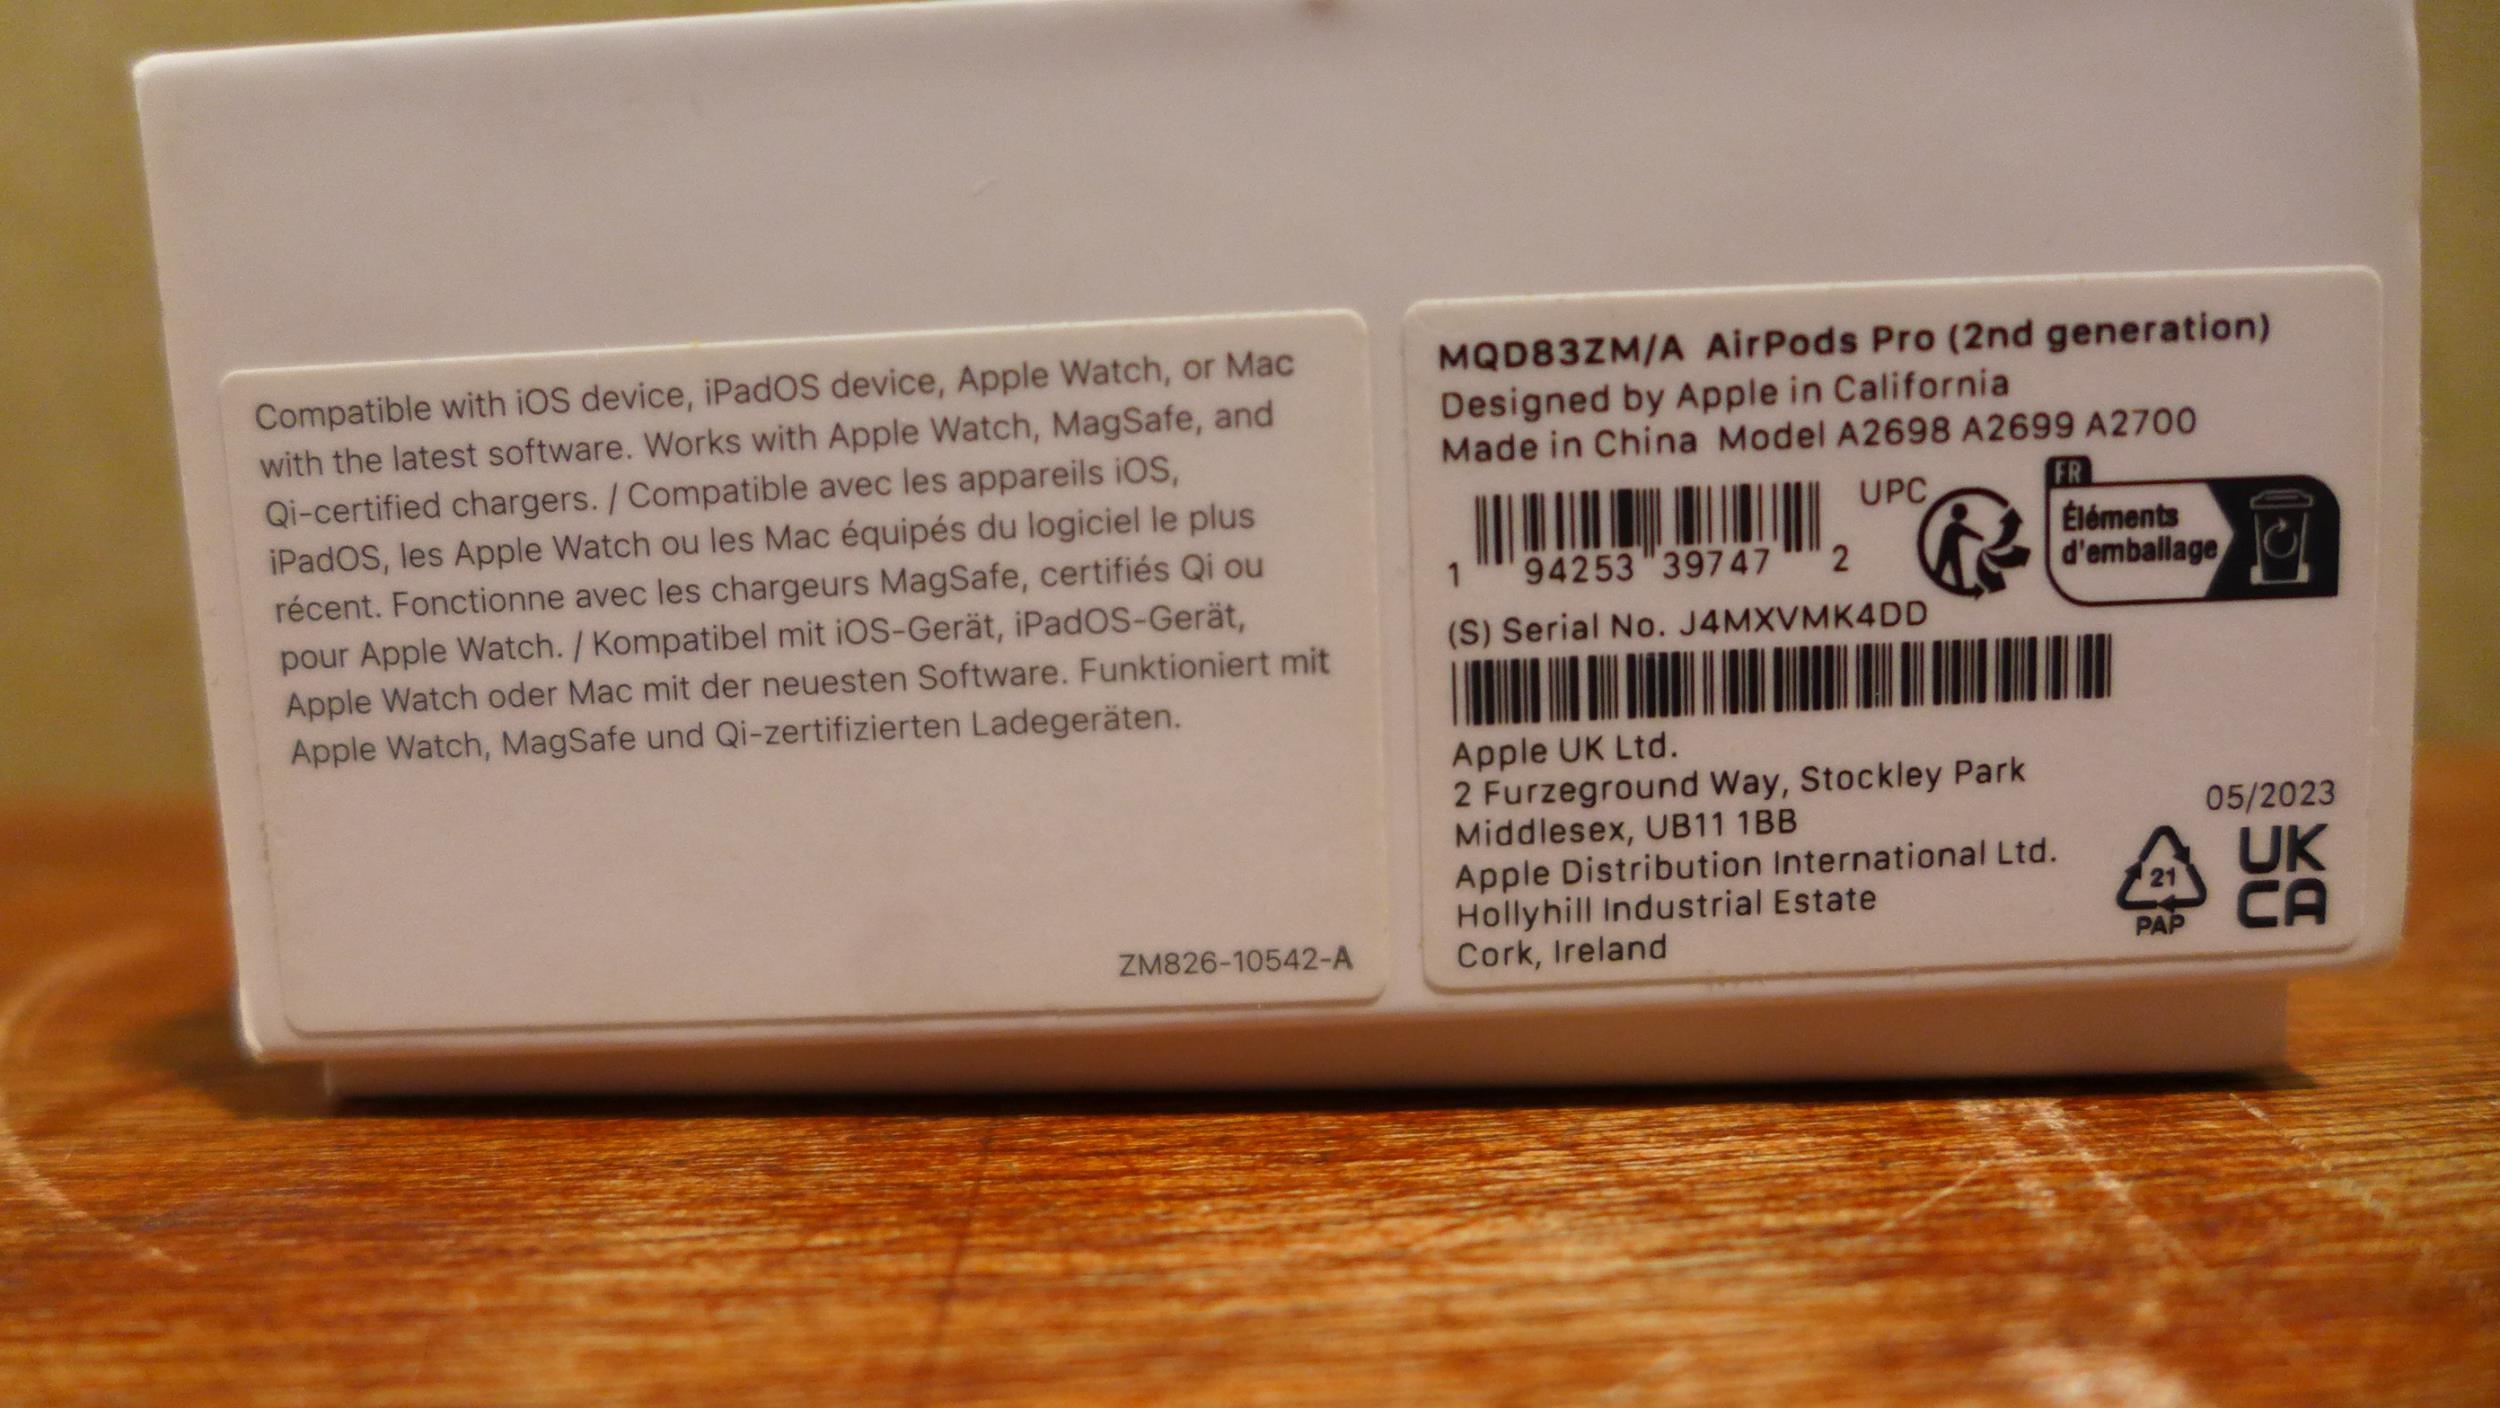 Compatible with iOS device, iPadOS device, Apple Watch, or Mac
with the latest software. Works with Apple Watch, MagSafe, and
Qi-certified chargers. / Compatible avec les appareils iOS,
iPadOS, les Apple Watch ou les Mac équipés du logiciel le plus
récent. Fonctionne avec les chargeurs MagSafe, certifiés Qi ou
pour Apple Watch. / Kompatibel mit iOS-Gerät, iPadOS-Gerät,
Apple Watch oder Mac mit der neuesten Software. Funktioniert mit
Apple Watch, MagSafe und Qi-zertifizierten Ladegeräten.
ZM826-10542-A
MQD83ZM/A AirPods Pro (2nd generation)
Designed by Apple in California
Made in China Model A2698 A2699 A2700
UPC
1 94253 39747 2
FR
Éléments
d'emballage
(S) Serial No. J4MXVMK4DD
Apple UK Ltd.
2 Furzeground Way, Stockley Park
Middlesex, UB11 1BB
Apple Distribution International Ltd.
Hollyhill Industrial Estate
Cork, Ireland
05/2023
21
PAP
UK
CA